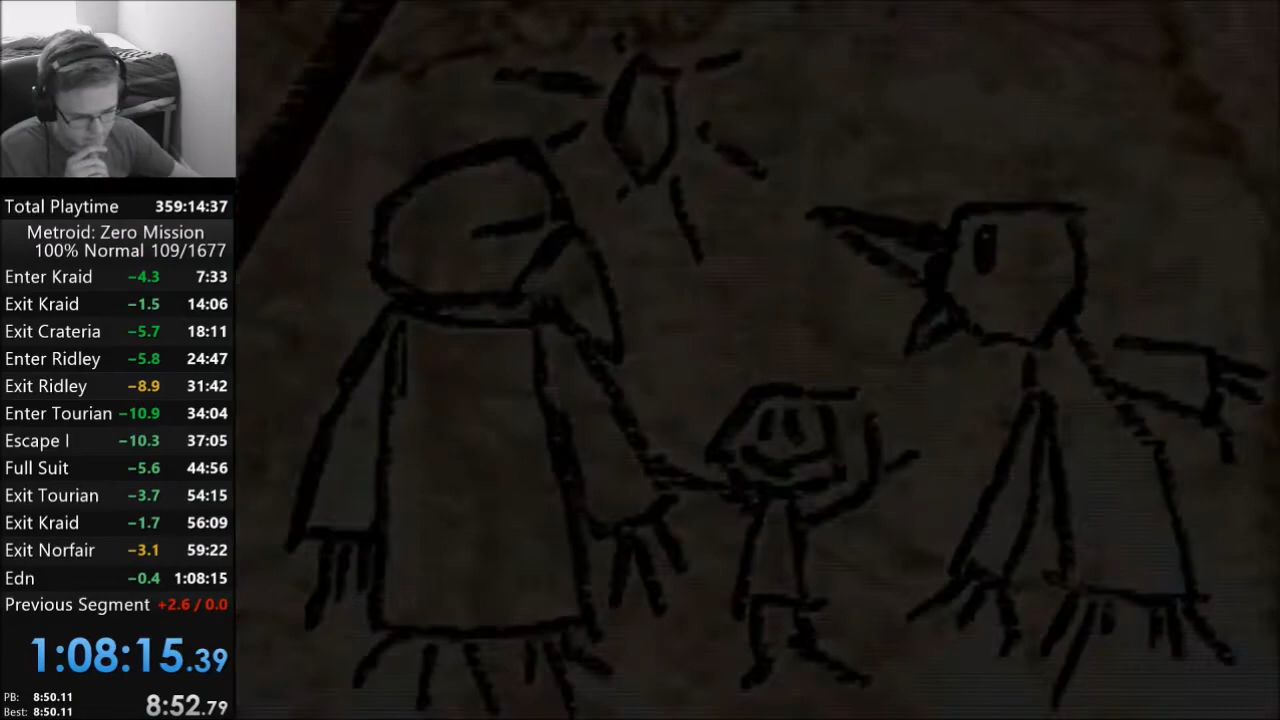 Total Playtime 359:14:37
Metroid: Zero Mission
100% Normal 109/1677
Enter Kraid −4.3 7:33
Exit Kraid −1.5 14:06
Exit Crateria −5.7 18:11
Enter Ridley −5.8 24:47
Exit Ridley −8.9 31:42
Enter Tourian −10.9 34:04
Escape I −10.3 37:05
Full Suit −5.6 44:56
Exit Tourian −3.7 54:15
Exit Kraid −1.7 56:09
Exit Norfair −3.1 59:22
Edn −0.4 1:08:15
Previous Segment +2.6 / 0.0
1:08:15.39
PB: 8:50.11
Best: 8:50.11
8:52.79